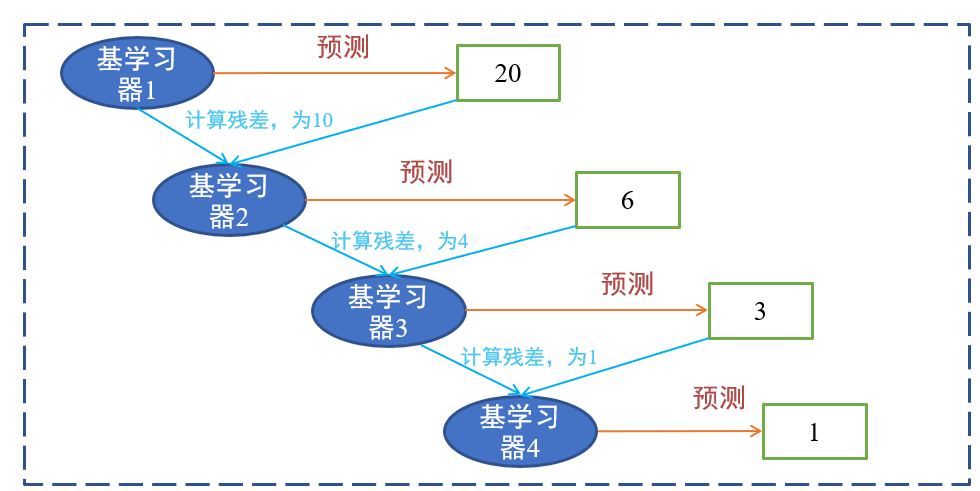 基学习
器1
预测
20
计算残差，为10
基学习
器2
预测
6
计算残差，为4
基学习
器3
预测
3
计算残差，为1
基学习
器4
预测
1